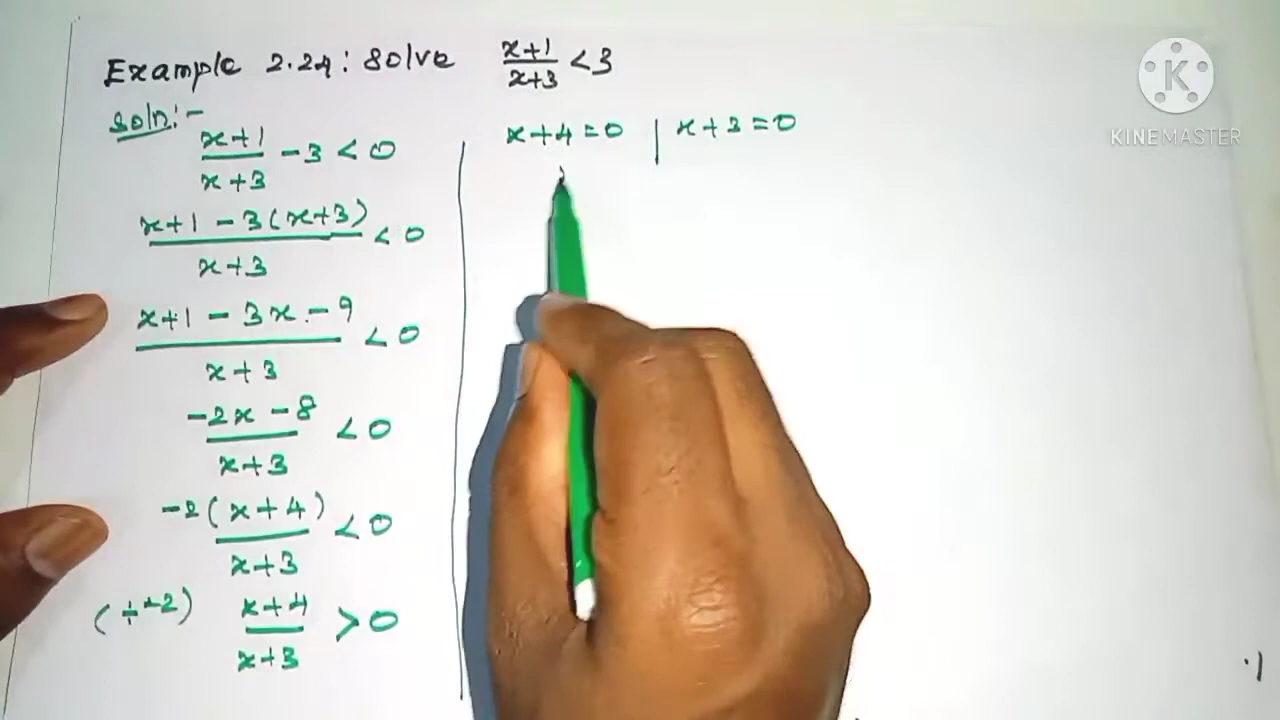 Example 2.24: Solve x+1/x+3 <3
soln:-
x+1/x+3 -3 < 0
x+1 -3(x+3)/x+3 < 0
x+1 -3x -9/x+3 < 0
-2x -8/x+3 < 0
-2(x+4)/x+3 < 0
(÷ -2) x+4/x+3 > 0
x+4=0 | x+3=0
K
KINEMASTER